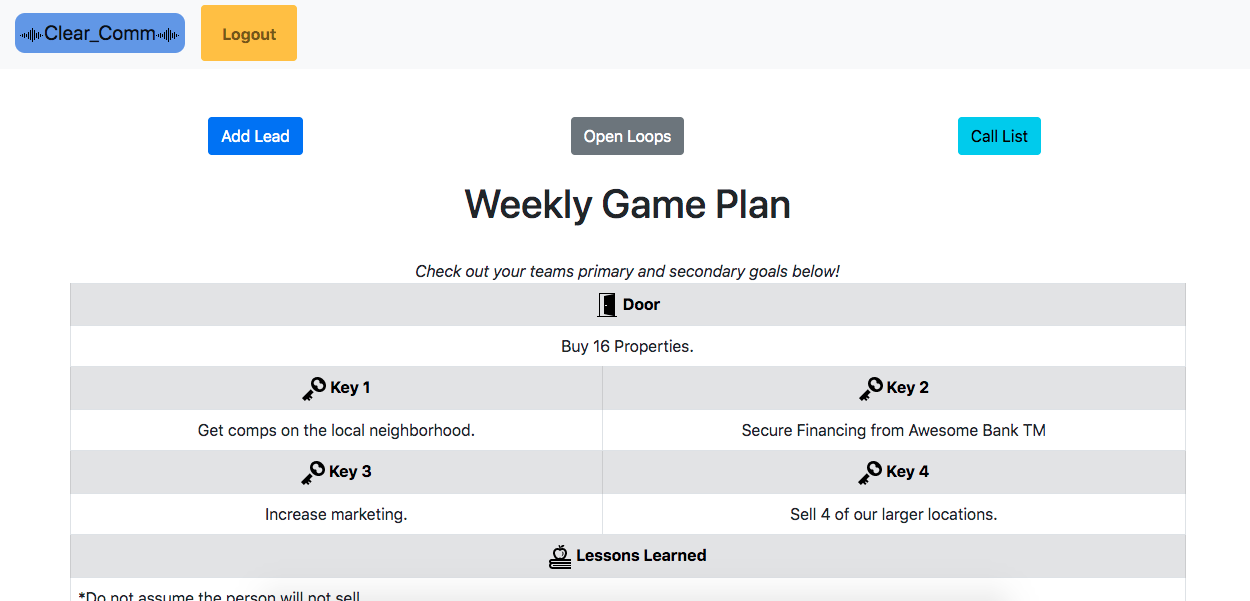 Clear_Comm
Logout
Add Lead
Open Loops
Call List
Weekly Game Plan
Check out your teams primary and secondary goals below!
Door
Buy 16 Properties.
Key 1
Key 2
Get comps on the local neighborhood.
Secure Financing from Awesome Bank TM
Key 3
Key 4
Increase marketing.
Sell 4 of our larger locations.
Lessons Learned
*Do not assume the person will not sell